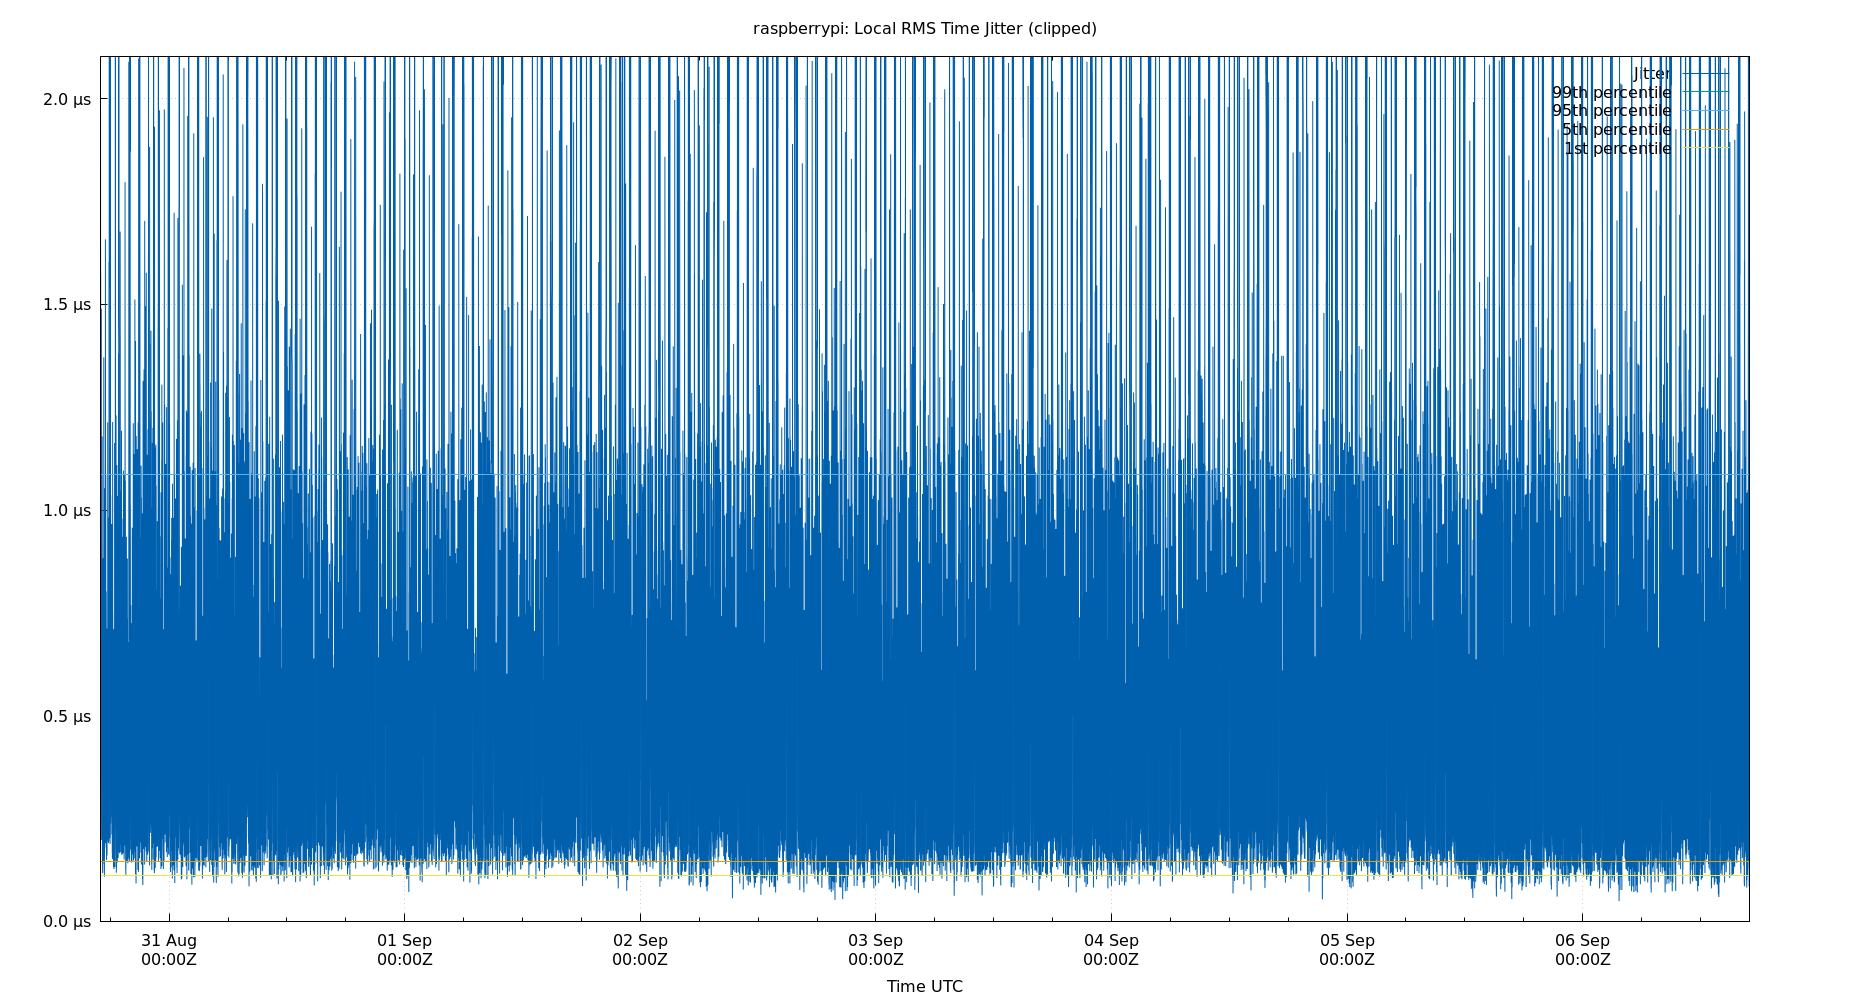 raspberrypi: Local RMS Time Jitter (clipped)
Jitter
99th percentile
95th percentile
5th percentile
1st percentile
2.0 µs
1.5 µs
1.0 µs
0.5 µs
0.0 µs
31 Aug 01 Sep 02 Sep 03 Sep 04 Sep 05 Sep 06 Sep
00:00Z 00:00Z 00:00Z 00:00Z 00:00Z 00:00Z 00:00Z
Time UTC